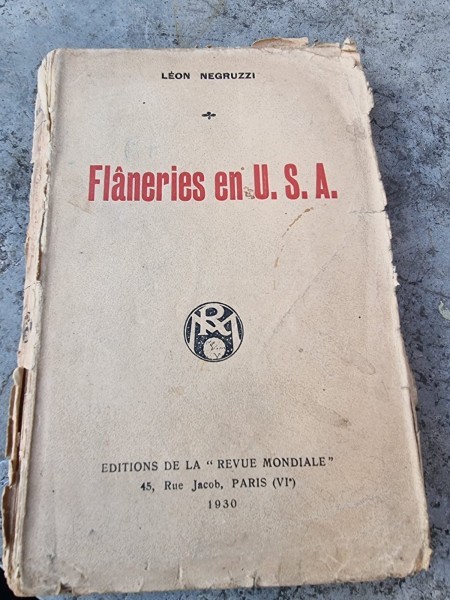 LÉON NEGRUZZI
Flâneries en U. S. A.
RM
EDITIONS DE LA “ REVUE MONDIALE ”
45, Rue Jacob, PARIS (VIᵉ)
1930